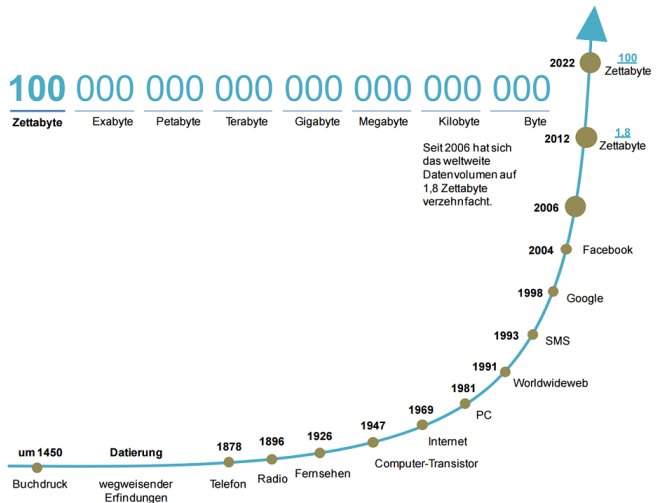 2022
100
Zettabyte
100 000 000 000 000 000 000 000
Zettabyte Exabyte Petabyte Terabyte Gigabyte Megabyte Kilobyte Byte
2012
1,8
Zettabyte
Seit 2006 hat sich
das weltweite
Datenvolumen auf
1,8 Zettabyte
verzehnfacht.
2006
2004 Facebook
1998 Google
1993 SMS
1991 Worldwideweb
1981 PC
1969 Internet
1947 Computer-Transistor
1926 Fernsehen
1896 Radio
1878 Telefon
Datierung
wegweisender
Erfindungen
um 1450 Buchdruck